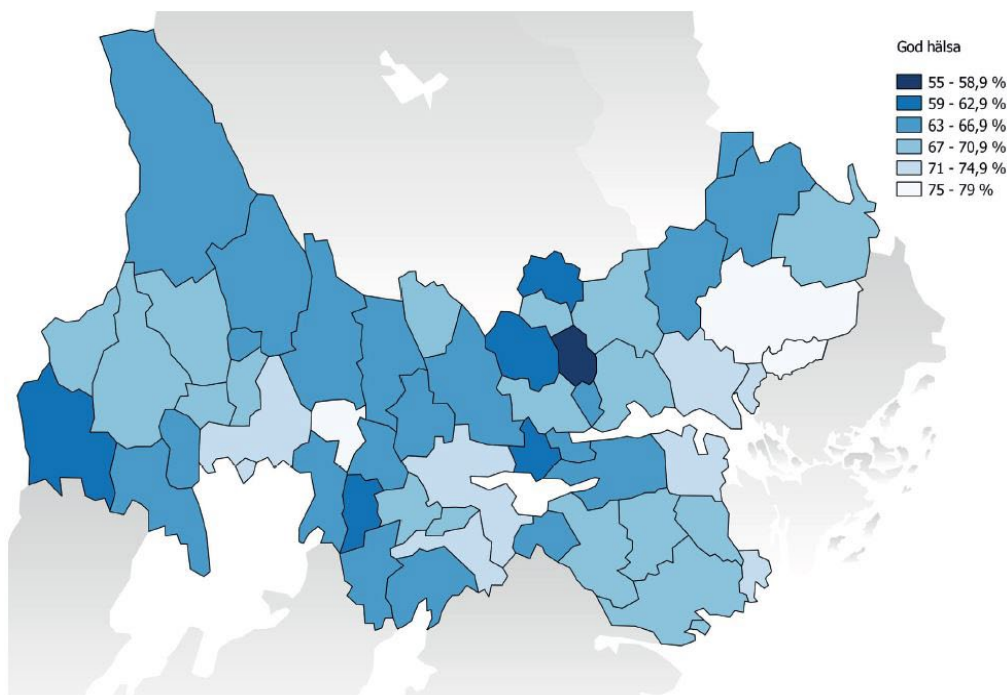 God hälsa
55 - 58,9 %
59 - 62,9 %
63 - 66,9 %
67 - 70,9 %
71 - 74,9 %
75 - 79 %